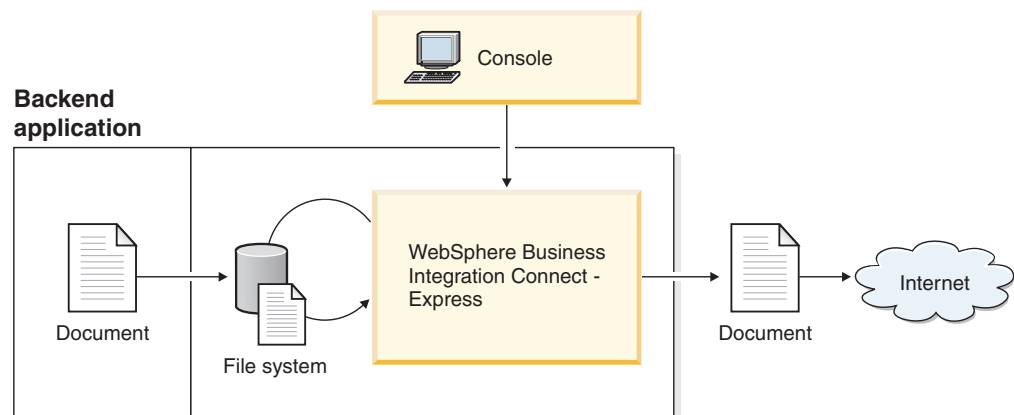 Console
Backend
application
WebSphere Business
Integration Connect -
Express
Internet
Document
Document
File system